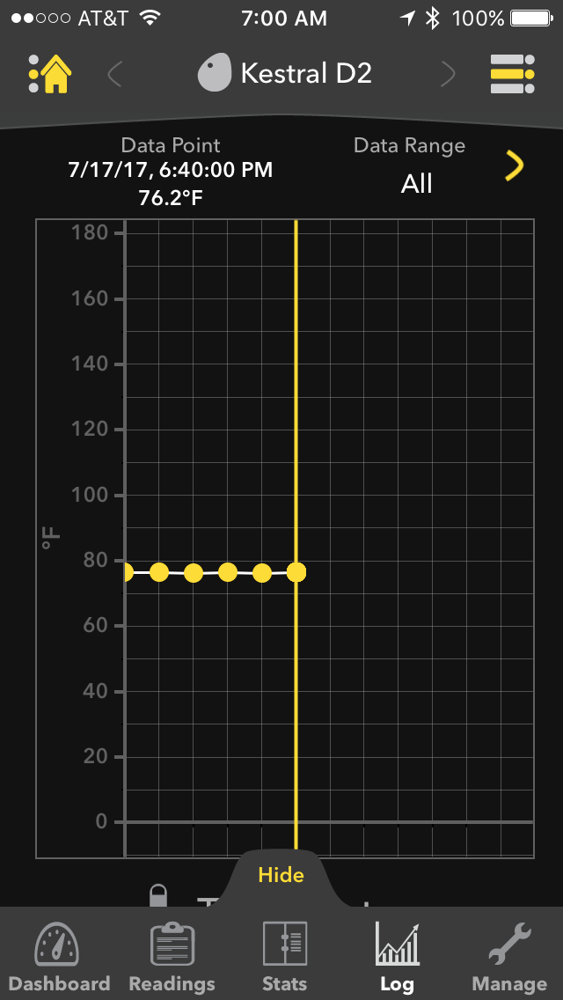 AT&T 7:00 AM 100%
Kestral D2
Data Point Data Range
7/17/17, 6:40:00 PM
76.2°F All
180
160
140
120
100
°F
80
60
40
20
0
Hide
Dashboard Readings Stats Log Manage